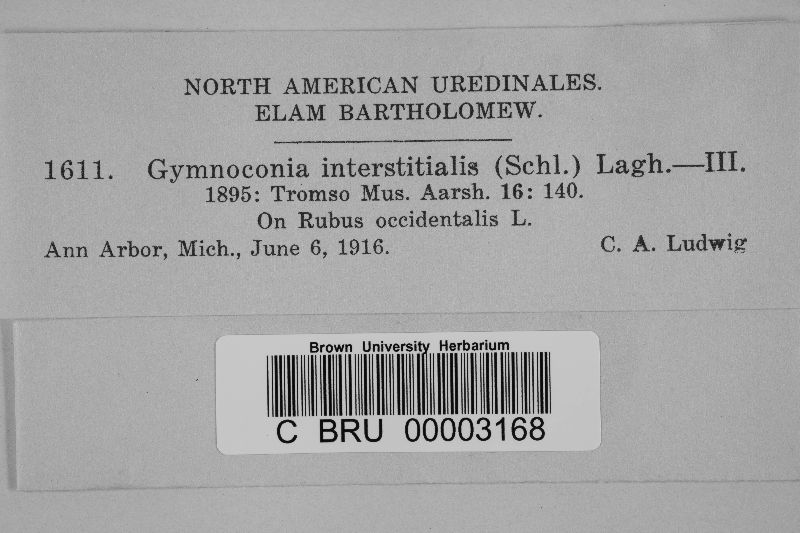 NORTH AMERICAN UREDINALES.
ELAM BARTHOLOMEW.
1611. Gymnoconia interstitialis (Schl.) Lagh.—III.
1895: Tromso Mus. Aarsh. 16: 140.
On Rubus occidentalis L.
Ann Arbor, Mich., June 6, 1916. C. A. Ludwig
Brown University Herbarium
C BRU 00003168